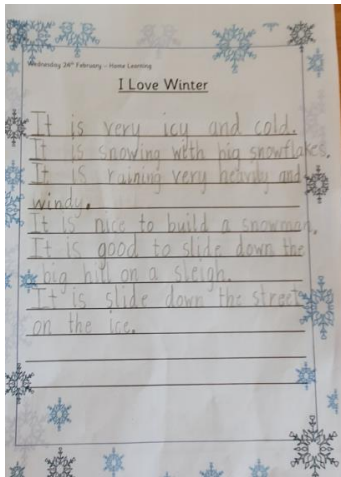 Wednesday 24th February – Home Learning
I Love Winter
It is very icy and cold.
It is snowing with big snowflakes.
It is raining very heavily and
windy.
It is nice to build a snowman.
It is good to slide down the
big hill on a sleigh.
It is slide down the street
on the ice.